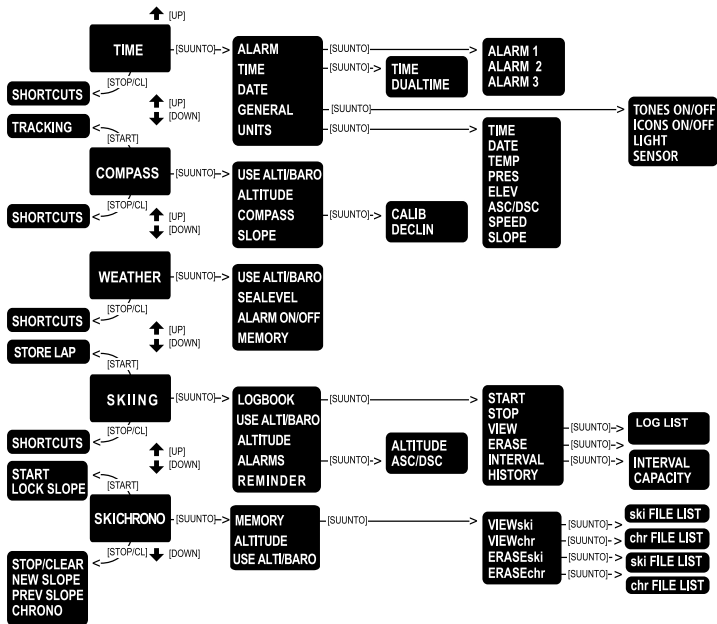 [UP]
TIME
[SUUNTO]
ALARM
TIME
DATE
GENERAL
UNITS
[SUUNTO]
ALARM 1
ALARM 2
ALARM 3
[SUUNTO]
TIME
DUALTIME
[SUUNTO]
TONES ON/OFF
ICONS ON/OFF
LIGHT
SENSOR
[SUUNTO]
TIME
DATE
TEMP
PRES
ELEV
ASC/DSC
SPEED
SLOPE
[STOP/CL]
SHORTCUTS
[UP]
[DOWN]
TRACKING
[START]
COMPASS
[SUUNTO]
USE ALTI/BARO
ALTITUDE
COMPASS
SLOPE
[SUUNTO]
CALIB
DECLIN
[STOP/CL]
SHORTCUTS
[UP]
[DOWN]
WEATHER
[SUUNTO]
USE ALTI/BARO
SEALEVEL
ALARM ON/OFF
MEMORY
[STOP/CL]
SHORTCUTS
[UP]
[DOWN]
STORE LAP
[START]
SKIING
[SUUNTO]
LOGBOOK
USE ALTI/BARO
ALTITUDE
ALARMS
REMINDER
[SUUNTO]
START
STOP
VIEW
ERASE
INTERVAL
HISTORY
[SUUNTO]
[SUUNTO]
[SUUNTO]
LOG LIST
INTERVAL
CAPACITY
[SUUNTO]
ALTITUDE
ASC/DSC
[STOP/CL]
SHORTCUTS
[UP]
[DOWN]
START
LOCK SLOPE
[START]
SKICHRONO
[SUUNTO]
MEMORY
ALTITUDE
USE ALTI/BARO
[SUUNTO]
VIEWski
VIEWchr
ERASEski
ERASEchr
[SUUNTO]
[SUUNTO]
[SUUNTO]
[SUUNTO]
ski FILE LIST
chr FILE LIST
ski FILE LIST
chr FILE LIST
[STOP/CL]
[DOWN]
STOP/CLEAR
NEW SLOPE
PREV SLOPE
CHRONO